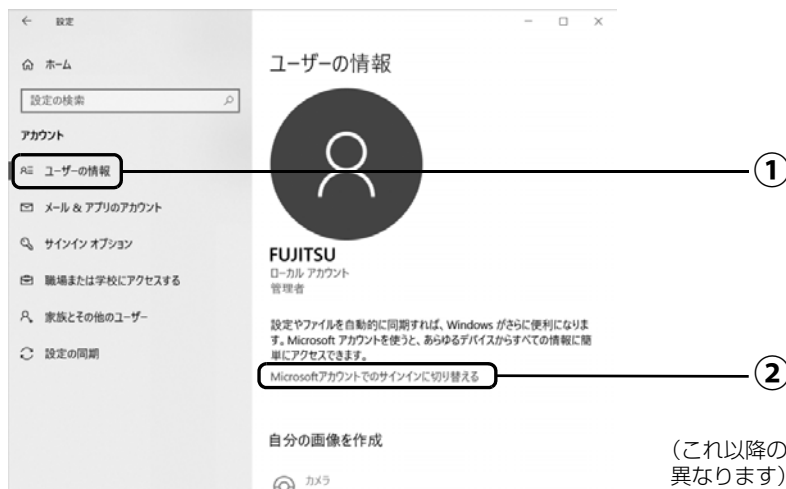 設定
ホーム
設定の検索
アカウント
ユーザーの情報
メール & アプリのアカウント
サインイン オプション
職場または学校にアクセスする
家族とその他のユーザー
設定の同期
ユーザーの情報
FUJITSU
ローカル アカウント
管理者
設定やファイルを自動的に同期すれば、Windows がさらに便利になりま
す。Microsoft アカウントを使うと、あらゆるデバイスからすべての情報に簡
単にアクセスできます。
Microsoftアカウントでのサインインに切り替える
自分の画像を作成
カメラ
①
②
（これ以降の
異なります）